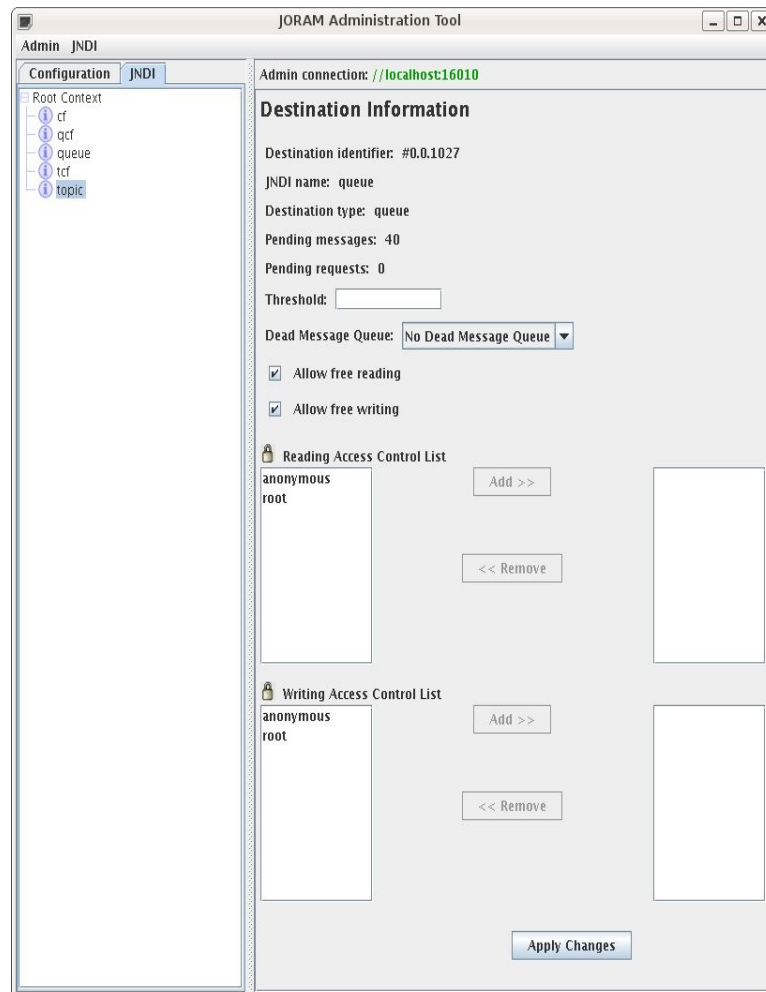 JORAM Administration Tool
Admin JNDI
Configuration JNDI
Root Context
cf
qcf
queue
tcf
topic
Admin connection: //localhost:16010
Destination Information
Destination identifier: #0.0.1027
JNDI name: queue
Destination type: queue
Pending messages: 40
Pending requests: 0
Threshold:
Dead Message Queue: No Dead Message Queue
Allow free reading
Allow free writing
Reading Access Control List
anonymous
root
Add >>
<< Remove
Writing Access Control List
anonymous
root
Add >>
<< Remove
Apply Changes